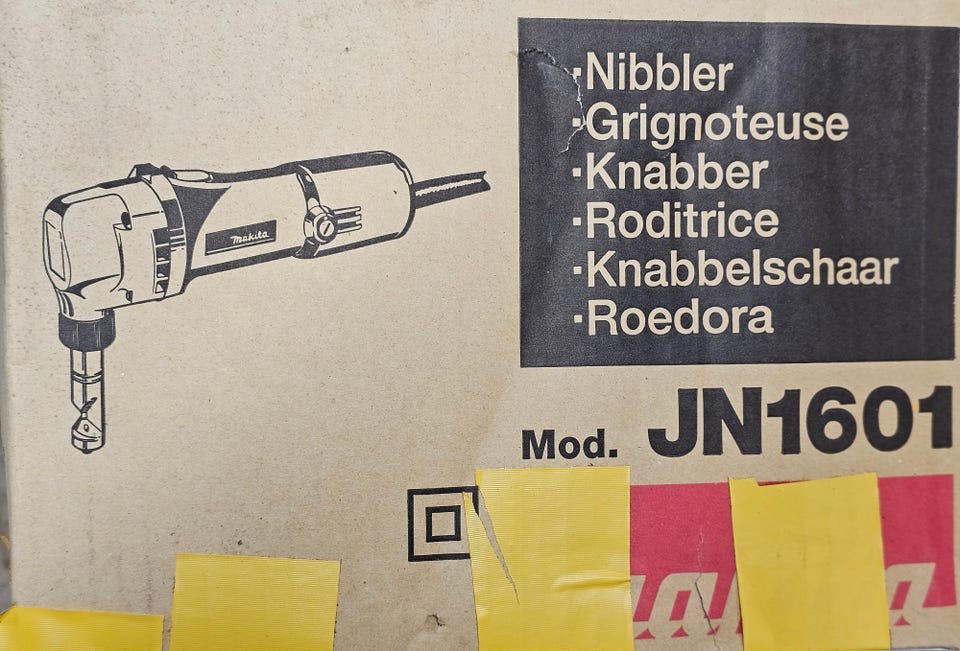 ·Nibbler
·Grignoteuse
·Knabber
·Roditrice
·Knabbelschaar
·Roedora
makita
Mod. JN1601